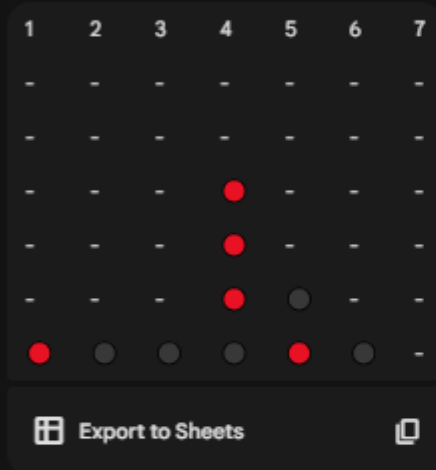 1 2 3 4 5 6 7
- - - - - - -
- - - - - - -
- - - 🔴 - - -
- - - 🔴 - - -
- - - 🔴 ⚫ - -
🔴 ⚫ ⚫ ⚫ 🔴 ⚫ -
Export to Sheets